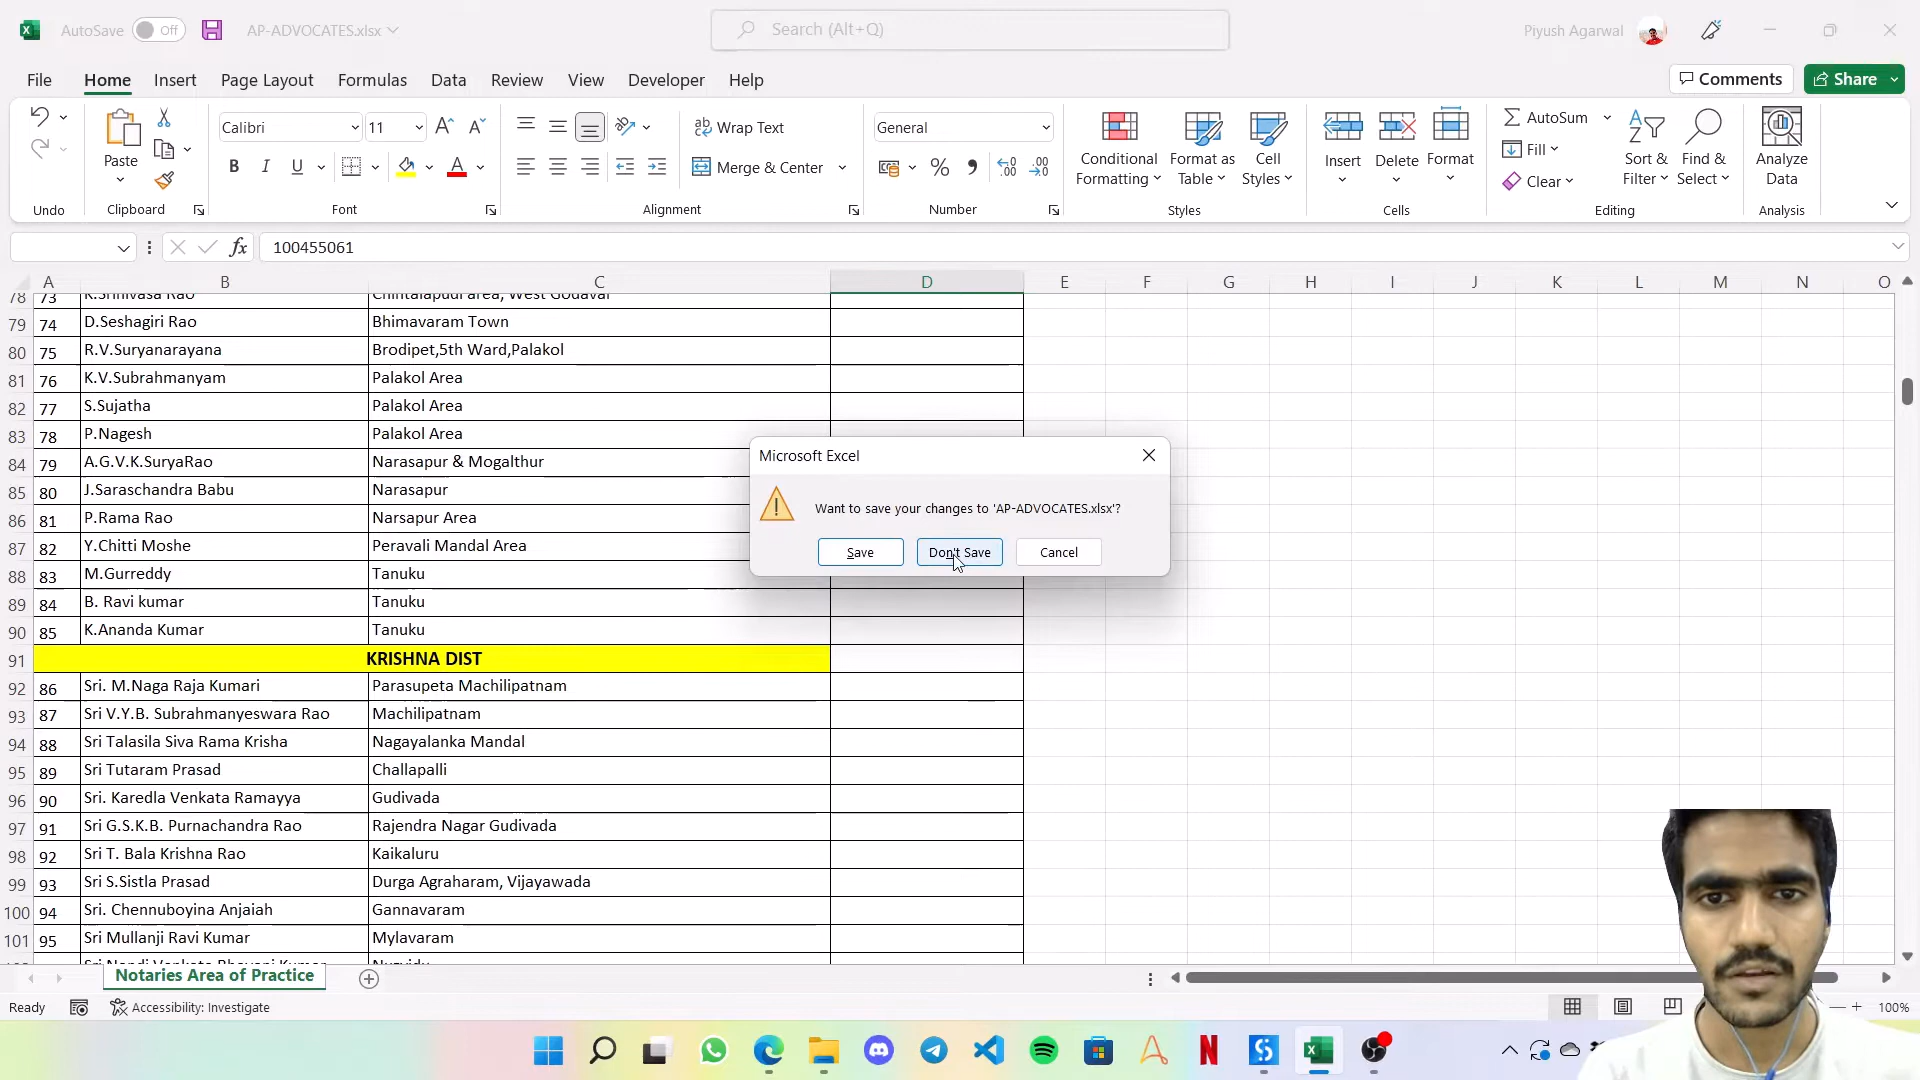 AutoSave Off AP-ADVOCATES.xlsx Search (Alt+Q) Piyush Agarwal
File Home Insert Page Layout Formulas Data Review View Developer Help Comments Share
Calibri 11 Wrap Text General Conditional Formatting Format as Table Cell Styles Insert Delete Format AutoSum Fill Clear Sort & Filter Find & Select Analyze Data
Paste B I U Merge & Center % 
Undo Clipboard Font Alignment Number Styles Cells Editing Analysis
fx 100455061
A B C D E F G H I J K L M N O
78 73 K.Srinivasa Rao Chintalapudi area, West Godavari
79 74 D.Seshagiri Rao Bhimavaram Town
80 75 R.V.Suryanarayana Brodipet,5th Ward,Palakol
81 76 K.V.Subrahmanyam Palakol Area
82 77 S.Sujatha Palakol Area
83 78 P.Nagesh Palakol Area
84 79 A.G.V.K.SuryaRao Narasapur & Mogalthur
85 80 J.Saraschandra Babu Narasapur
86 81 P.Rama Rao Narsapur Area
87 82 Y.Chitti Moshe Peravali Mandal Area
88 83 M.Gurreddy Tanuku
89 84 B. Ravi kumar Tanuku
90 85 K.Ananda Kumar Tanuku
91 KRISHNA DIST
92 86 Sri. M.Naga Raja Kumari Parasupeta Machilipatnam
93 87 Sri V.Y.B. Subrahmanyeswara Rao Machilipatnam
94 88 Sri Talasila Siva Rama Krisha Nagayalanka Mandal
95 89 Sri Tutaram Prasad Challapalli
96 90 Sri. Karedla Venkata Ramayya Gudivada
97 91 Sri G.S.K.B. Purnachandra Rao Rajendra Nagar Gudivada
98 92 Sri T. Bala Krishna Rao Kaikaluru
99 93 Sri S.Sistla Prasad Durga Agraharam, Vijayawada
100 94 Sri. Chennuboyina Anjaiah Gannavaram
101 95 Sri Mullanji Ravi Kumar Mylavaram
Microsoft Excel
Want to save your changes to 'AP-ADVOCATES.xlsx'?
Save Don't Save Cancel
Notaries Area of Practice
Ready Accessibility: Investigate 100%